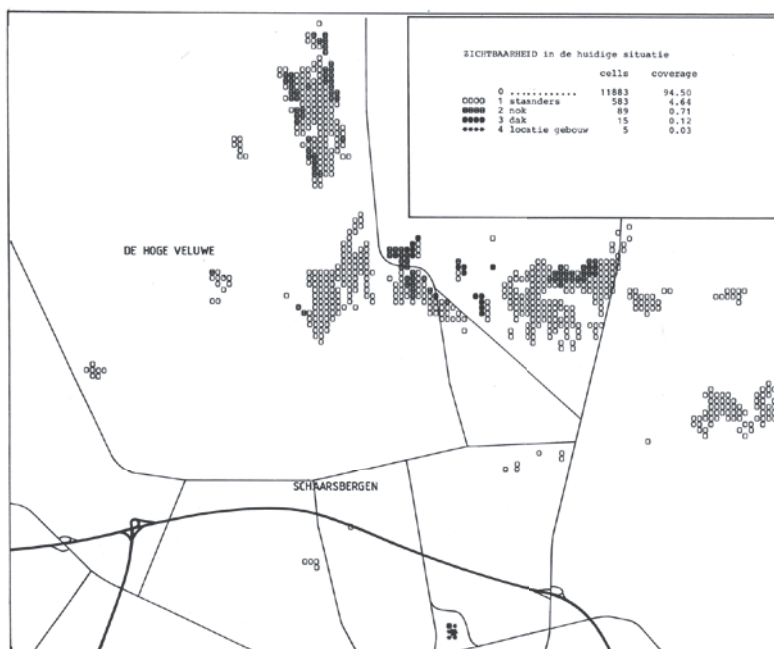 ZICHTBAARHEID in de huidige situatie
cells coverage
0 ............ 11883 94.50
1 staanders 583 4.64
2 nok 89 0.71
3 dak 15 0.12
4 locatie gebouw 5 0.03
DE HOGE VELUWE
SCHAARSBERGEN